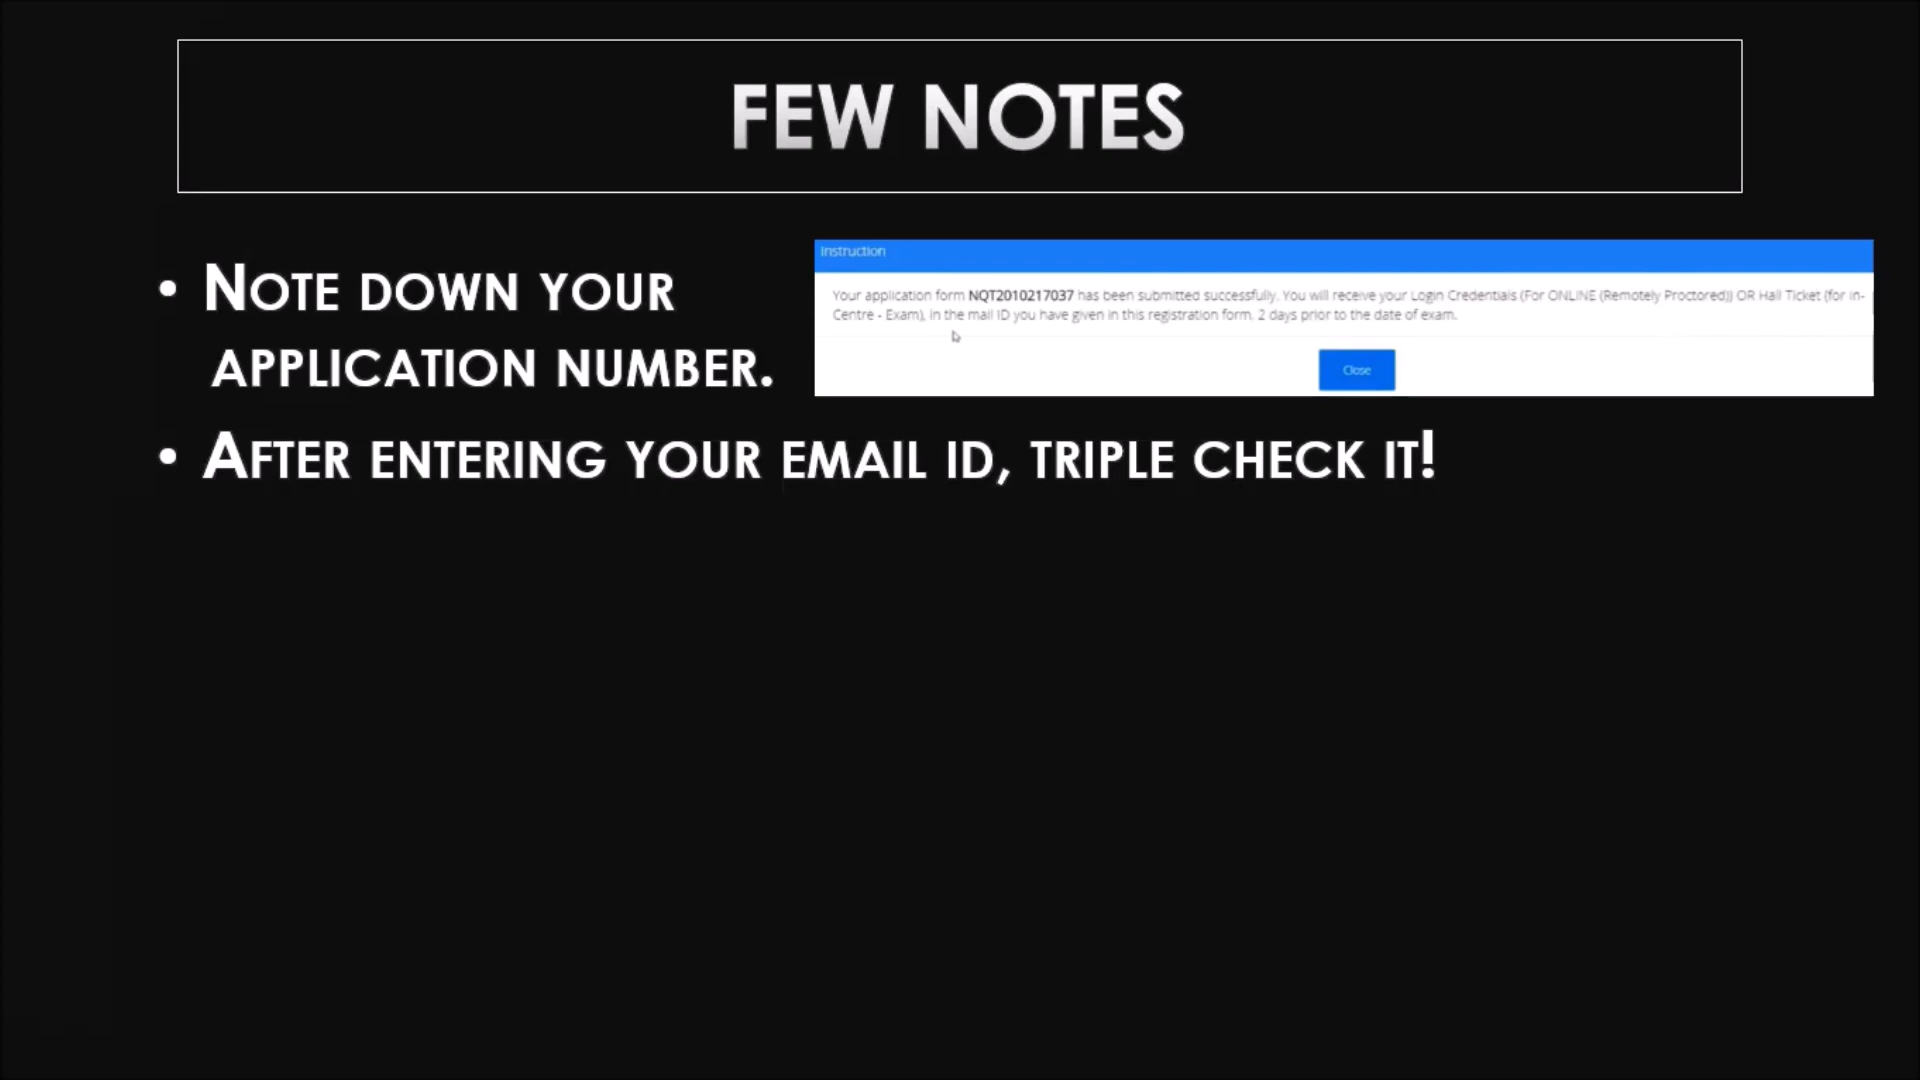 FEW NOTES
• NOTE DOWN YOUR
APPLICATION NUMBER.
Instruction
Your application form NQT2010217037 has been submitted successfully. You will receive your Login Credentials (For ONLINE (Remotely Proctored)) OR Hall Ticket (for in-
Centre - Exam), in the mail ID you have given in this registration form, 2 days prior to the date of exam.
Close
• AFTER ENTERING YOUR EMAIL ID, TRIPLE CHECK IT!